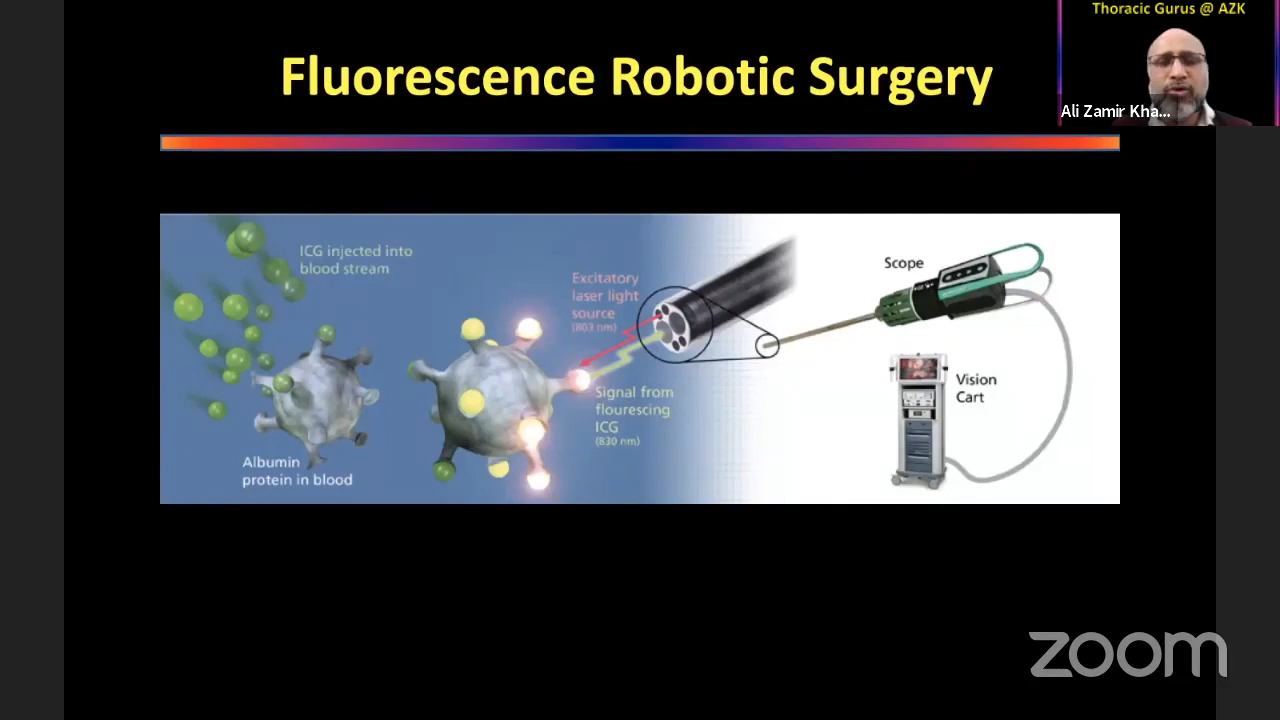 Thoracic Gurus @ AZK
Ali Zamir Kha...
Fluorescence Robotic Surgery
ICG injected into
blood stream
Albumin
protein in blood
Excitatory
laser light
source
(803 nm)
Signal from
flourescing
ICG
(830 nm)
Scope
Vision
Cart
zoom